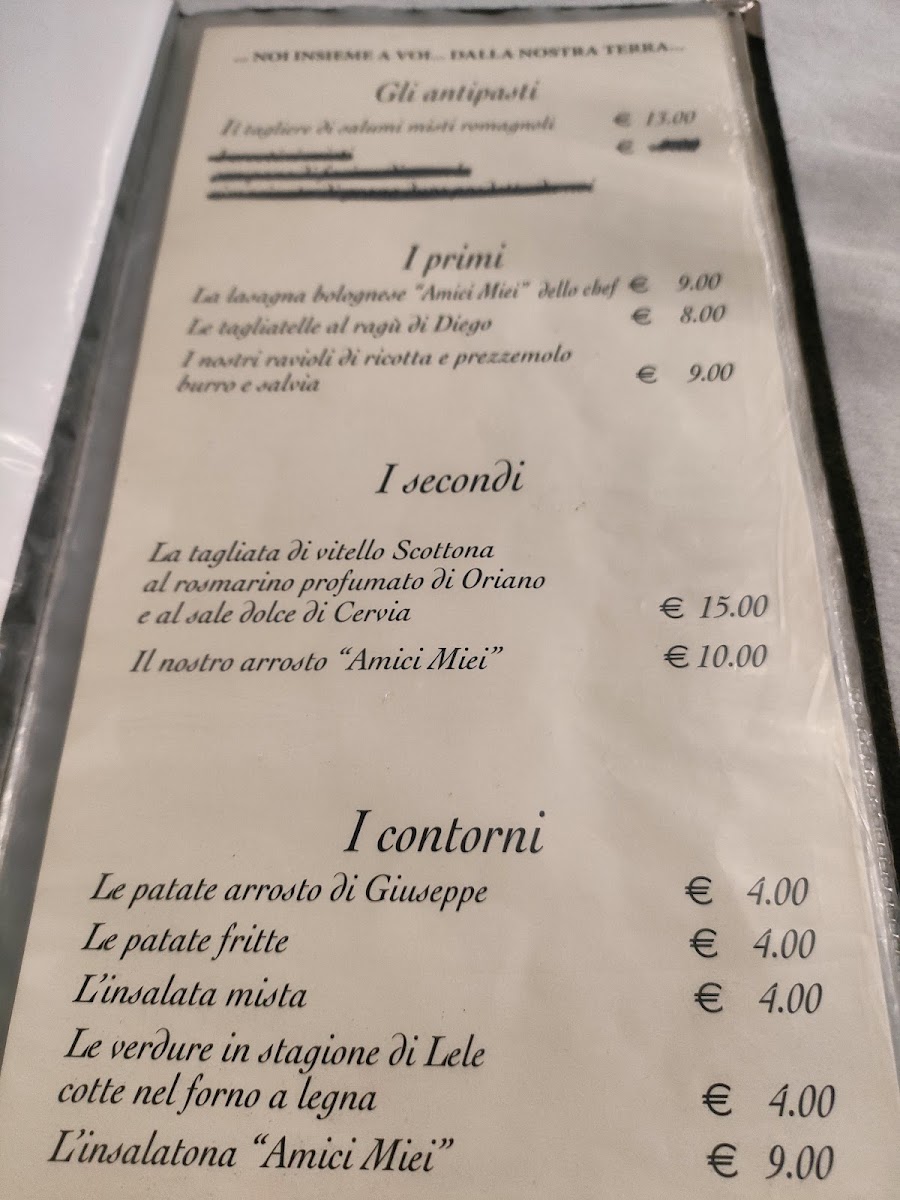 ... NOI INSIEME A VOI... DALLA NOSTRA TERRA...
Gli antipasti
Il tagliere di salumi misti romagnoli € 13.00
€
I primi
La lasagna bolognese "Amici Miei" dello chef € 9.00
Le tagliatelle al ragù di Diego € 8.00
I nostri ravioli di ricotta e prezzemolo
burro e salvia € 9.00
I secondi
La tagliata di vitello Scottona
al rosmarino profumato di Oriano
e al sale dolce di Cervia € 15.00
Il nostro arrosto “Amici Miei” € 10.00
I contorni
Le patate arrosto di Giuseppe € 4.00
Le patate fritte € 4.00
L'insalata mista € 4.00
Le verdure in stagione di Lele
cotte nel forno a legna € 4.00
L'insalatona “Amici Miei” € 9.00